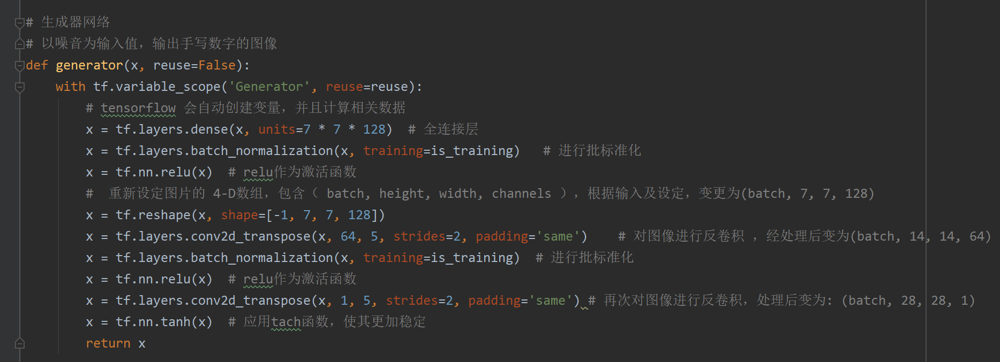 # 生成器网络
# 以噪音为输入值，输出手写数字的图像
def generator(x, reuse=False):
    with tf.variable_scope('Generator', reuse=reuse):
        # tensorflow 会自动创建变量，并且计算相关数据
        x = tf.layers.dense(x, units=7 * 7 * 128)  # 全连接层
        x = tf.layers.batch_normalization(x, training=is_training)   # 进行批标准化
        x = tf.nn.relu(x)  # relu作为激活函数
        #  重新设定图片的 4-D数组，包含（ batch, height, width, channels ），根据输入及设定，变更为(batch, 7, 7, 128)
        x = tf.reshape(x, shape=[-1, 7, 7, 128])
        x = tf.layers.conv2d_transpose(x, 64, 5, strides=2, padding='same')    # 对图像进行反卷积 ，经处理后变为(batch, 14, 14, 64)
        x = tf.layers.batch_normalization(x, training=is_training)  # 进行批标准化
        x = tf.nn.relu(x)  # relu作为激活函数
        x = tf.layers.conv2d_transpose(x, 1, 5, strides=2, padding='same') # 再次对图像进行反卷积，处理后变为: (batch, 28, 28, 1)
        x = tf.nn.tanh(x)  # 应用tach函数，使其更加稳定
        return x